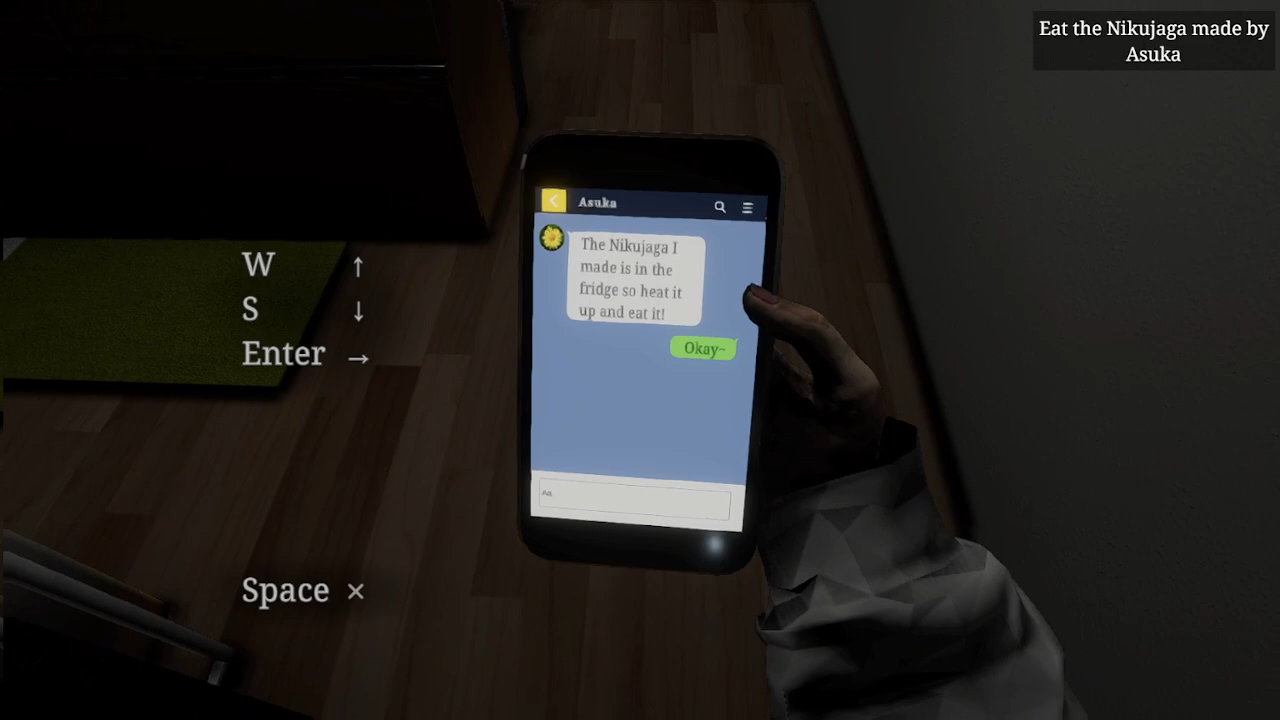 Eat the Nikujaga made by
Asuka
Asuka
The Nikujaga I
made is in the
fridge so heat it
up and eat it!
Okay~
Aa
W ↑
S ↓
Enter →
Space ×